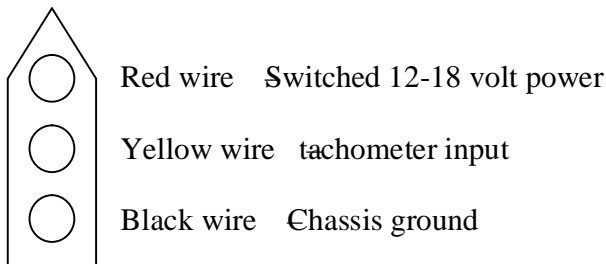 Red wire Switched 12-18 volt power
Yellow wire tachometer input
Black wire Chassis ground